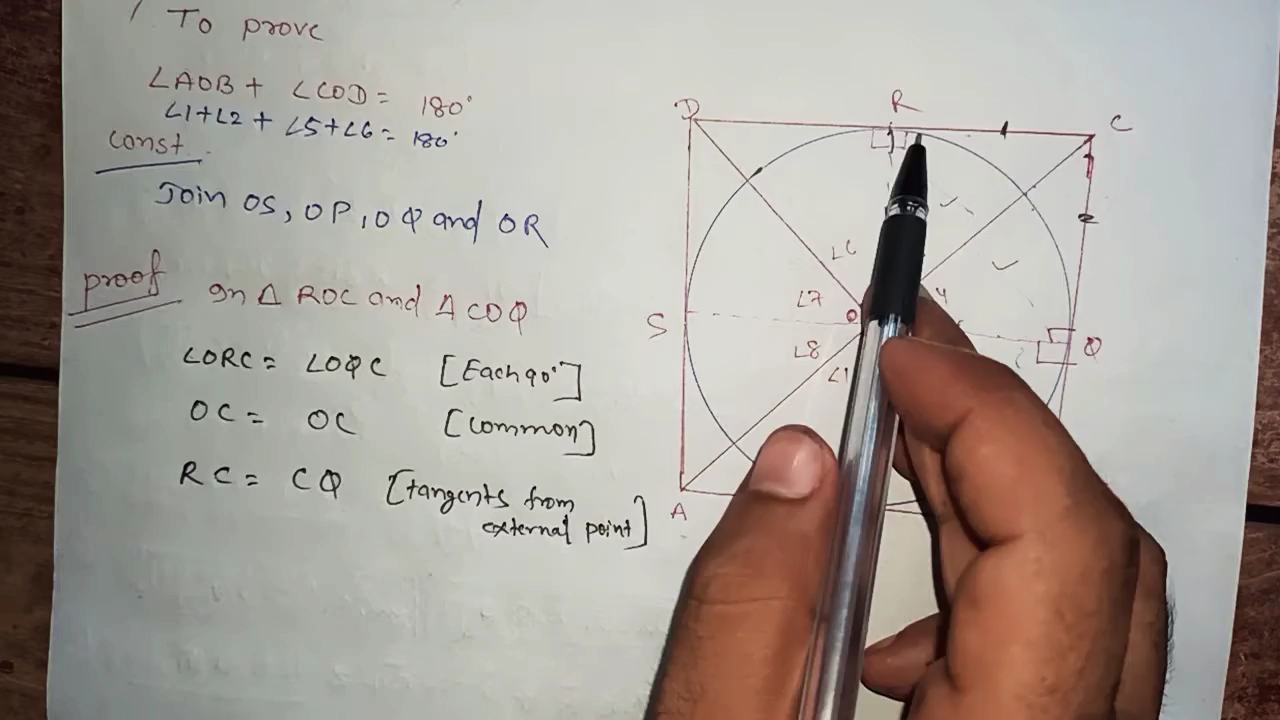 To prove
∠AOB + ∠COD = 180°
∠1+∠2 + ∠5+∠6 = 180°
Const
Join OS, OP, OQ and OR
proof
In Δ ROC and Δ COQ
∠ORC = ∠OQC [Each 90°]
OC = OC [common]
RC = CQ [tangents from
external point]
D
R
C
∠6
∠7
4
S
O
Q
∠8
∠1
A